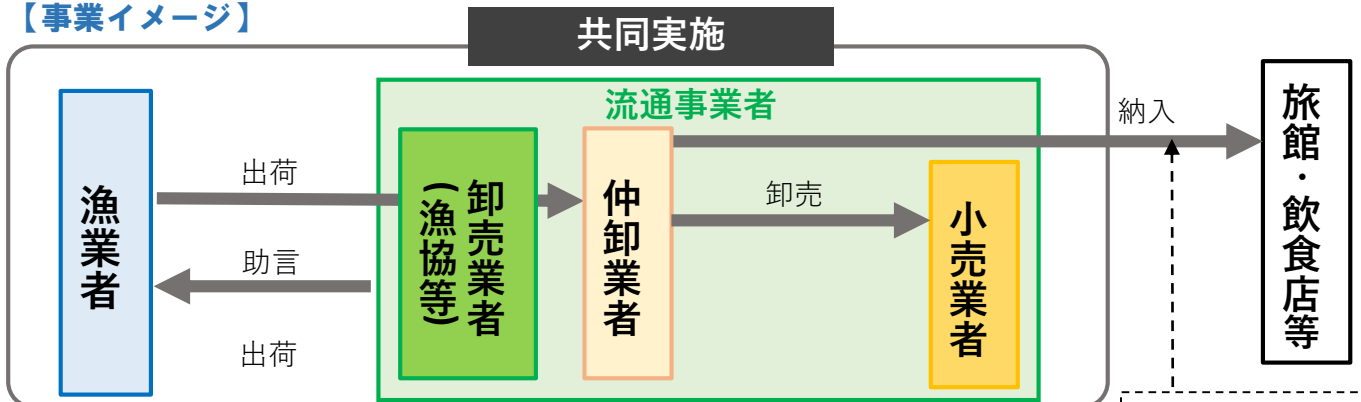 【事業イメージ】
共同実施
流通事業者
漁業者
出荷
助言
出荷
卸売業者
(漁協等)
仲卸業者
卸売
小売業者
納入
旅館・飲食店等